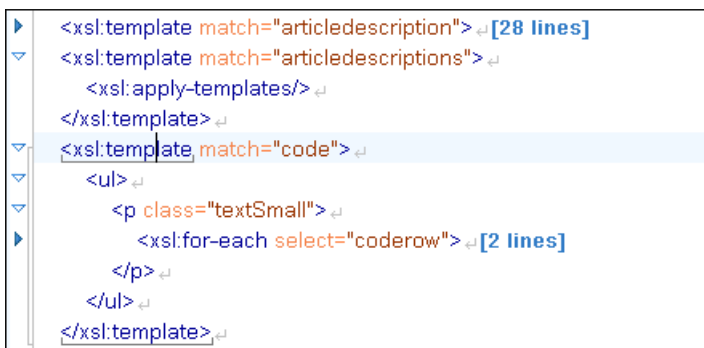 <xsl:template match="articledescription"> ↵[28 lines]
<xsl:template match="articledescriptions"> ↵
<xsl:apply-templates/> ↵
</xsl:template> ↵
<xsl:template match="code"> ↵
<ul> ↵
<p class="textSmall"> ↵
<xsl:for-each select="coderow"> ↵[2 lines]
</p> ↵
</ul> ↵
</xsl:template> ↵